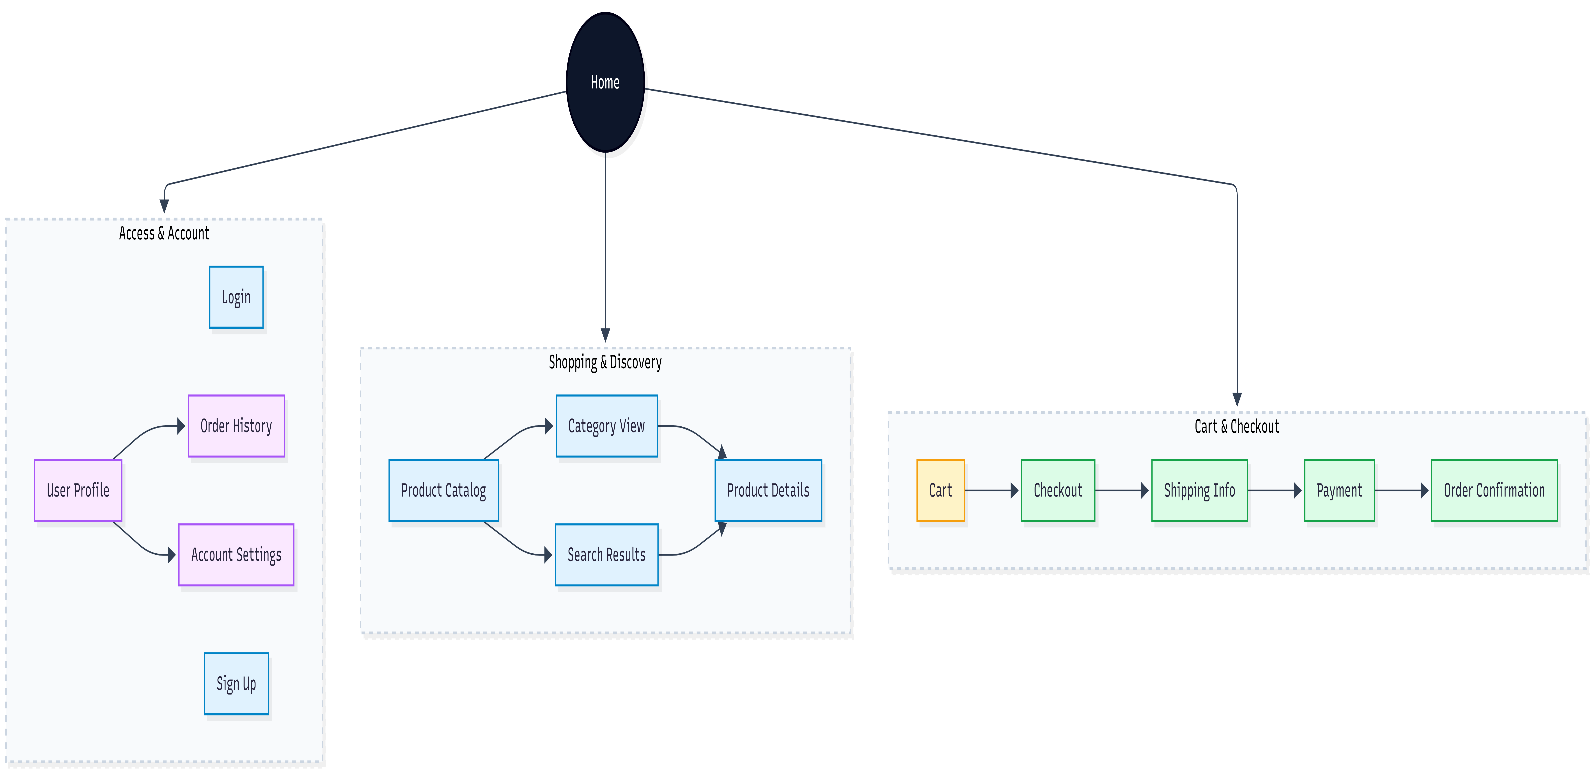 Home
Access & Account
Login
Order History
User Profile
Account Settings
Sign Up
Shopping & Discovery
Category View
Product Catalog
Product Details
Search Results
Cart & Checkout
Cart
Checkout
Shipping Info
Payment
Order Confirmation